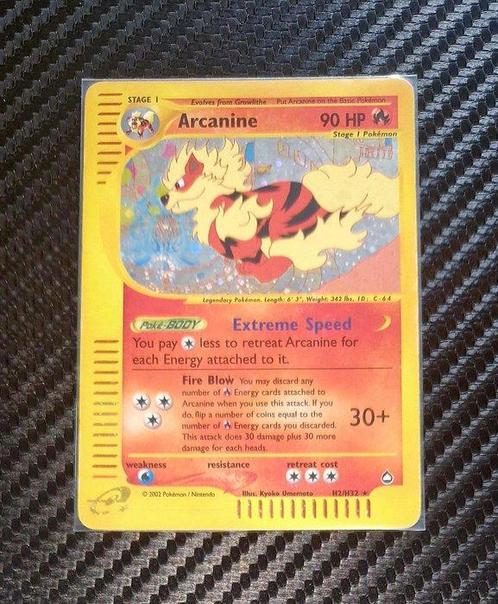 STAGE 1 Evolves from Growlithe Put Arcanine on the Basic Pokémon
Arcanine 90 HP
Stage 1 Pokémon
Legendary Pokémon. Length: 6' 3", Weight: 342 lbs. ID: C-64
Poké-BODY Extreme Speed
You pay less to retreat Arcanine for
each Energy attached to it.
Fire Blow You may discard any
number of Energy cards attached to
Arcanine when you use this attack. If you
do, flip a number of coins equal to the
number of Energy cards you discarded.
This attack does 30 damage plus 30 more
damage for each heads.
30+
weakness resistance retreat cost
© 2002 Pokémon / Nintendo Illus. Kyoko Umemoto H2/H32 ★